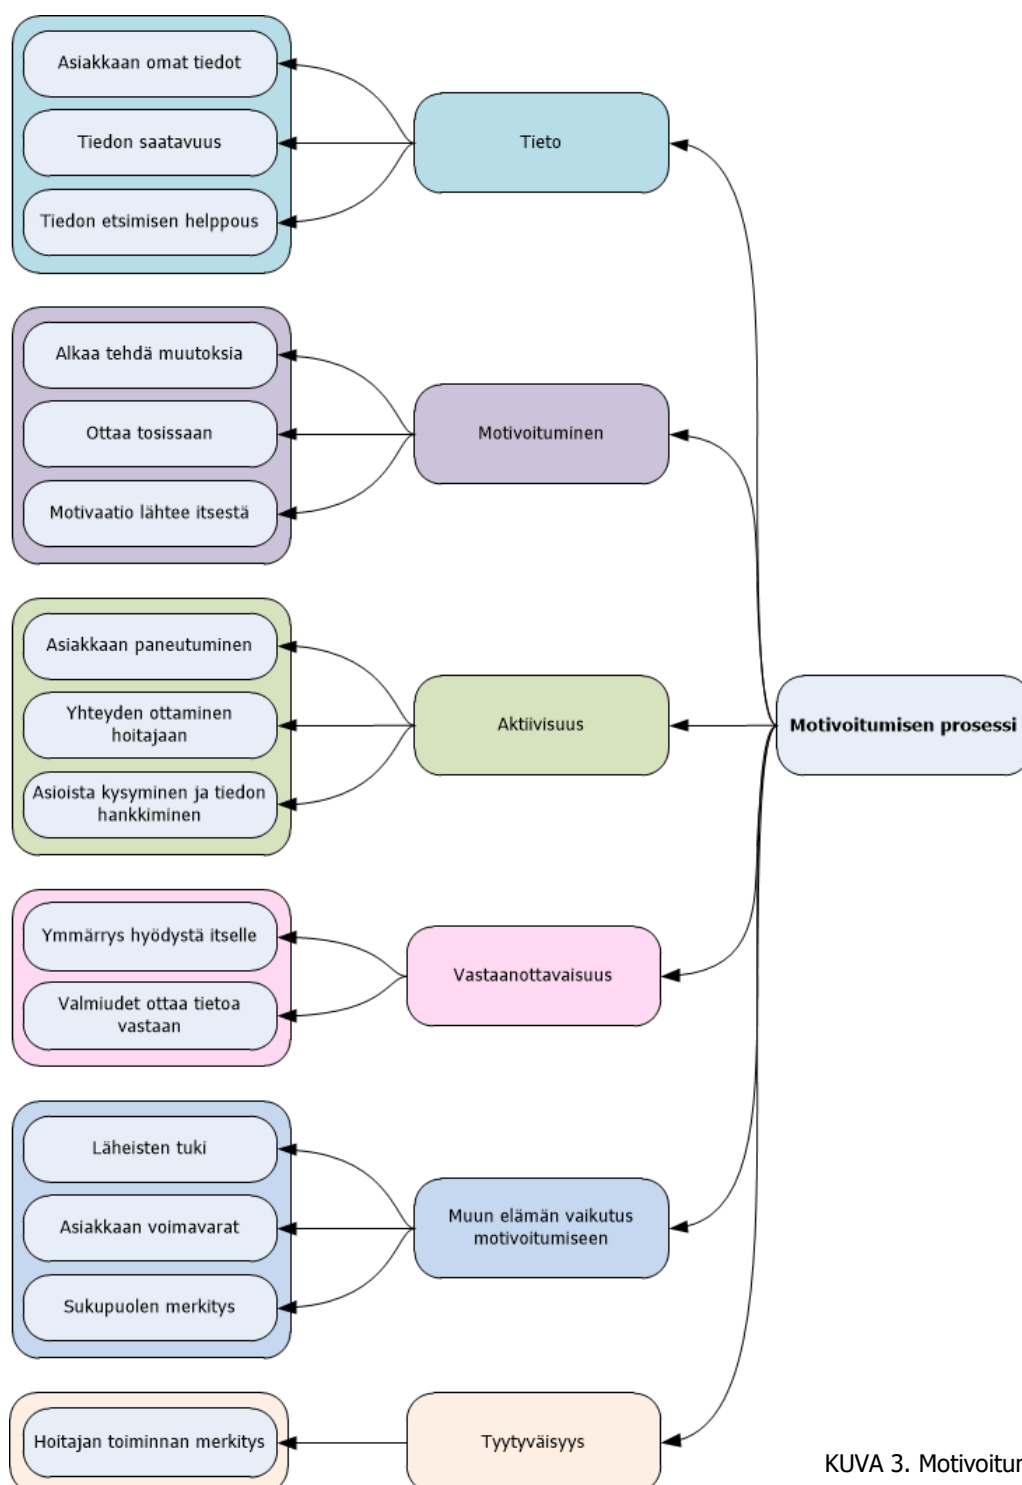 Asiakkaan omat tiedot
Tiedon saatavuus
Tiedon etsimisen helppous
Tieto
Alkaa tehdä muutoksia
Ottaa tosissaan
Motivaatio lähtee itsestä
Motivoituminen
Asiakkaan paneutuminen
Yhteyden ottaminen
hoitajaan
Asioista kysyminen ja tiedon
hankkiminen
Aktiivisuus
Motivoitumisen prosessi
Ymmärrys hyödystä itselle
Valmiudet ottaa tietoa
vastaan
Vastaanottavaisuus
Läheisten tuki
Asiakkaan voimavarat
Sukupuolen merkitys
Muun elämän vaikutus
motivoitumiseen
Hoitajan toiminnan merkitys
Tyytyväisyys
KUVA 3.